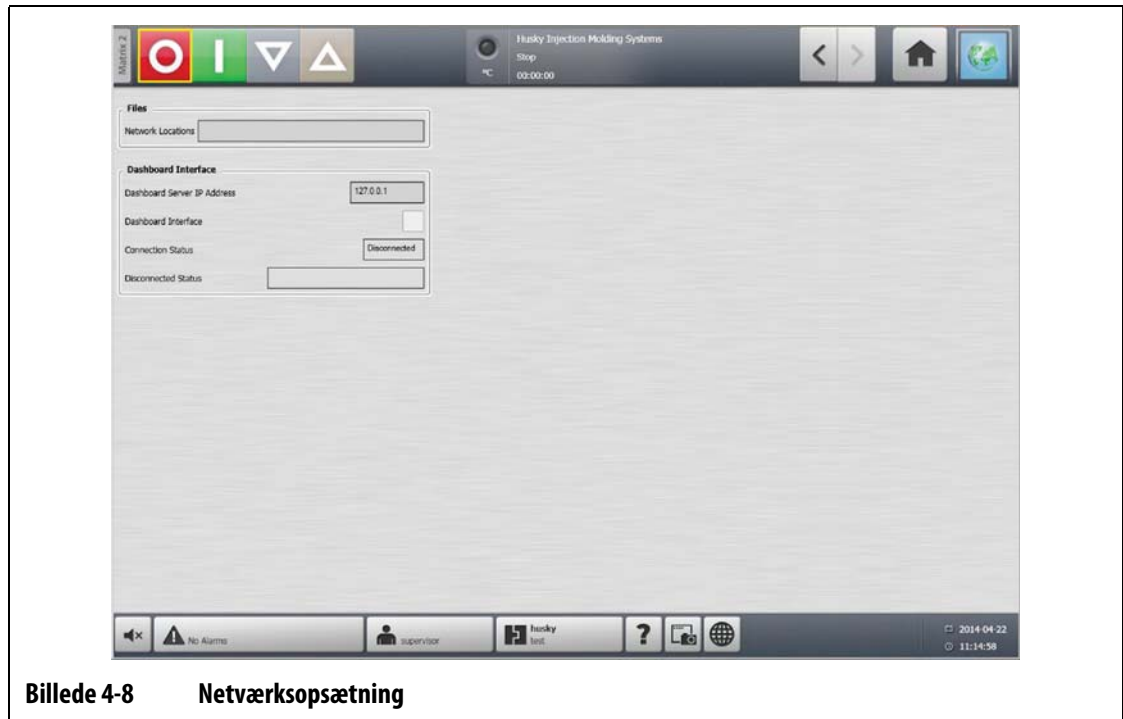 Matrix 2
Husky Injection Molding Systems
Stop
°C
00:00:00
Files
Network Locations
Dashboard Interface
Dashboard Server IP Address 127.0.0.1
Dashboard Interface
Connection Status Disconnected
Disconnected Status
No Alarms
supervisor
husky
test
?
2014-04-22
11:14:58
Billede 4-8 Netværksopsætning